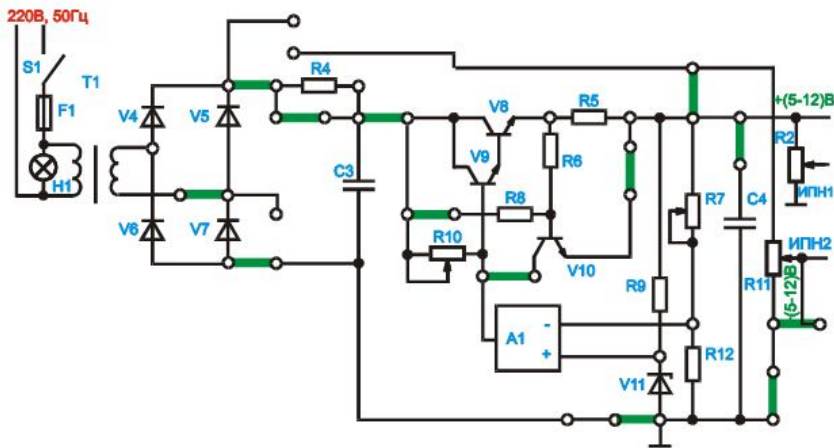 220В, 50Гц
S1
T1
F1
H1
V4
V5
V6
V7
R4
C3
V8
V9
R5
R6
R8
R10
V10
A1
-
+
R9
V11
R7
R12
C4
+(5-12)В
R2
ИПН1
ИПН2
R11
-(5-12)В